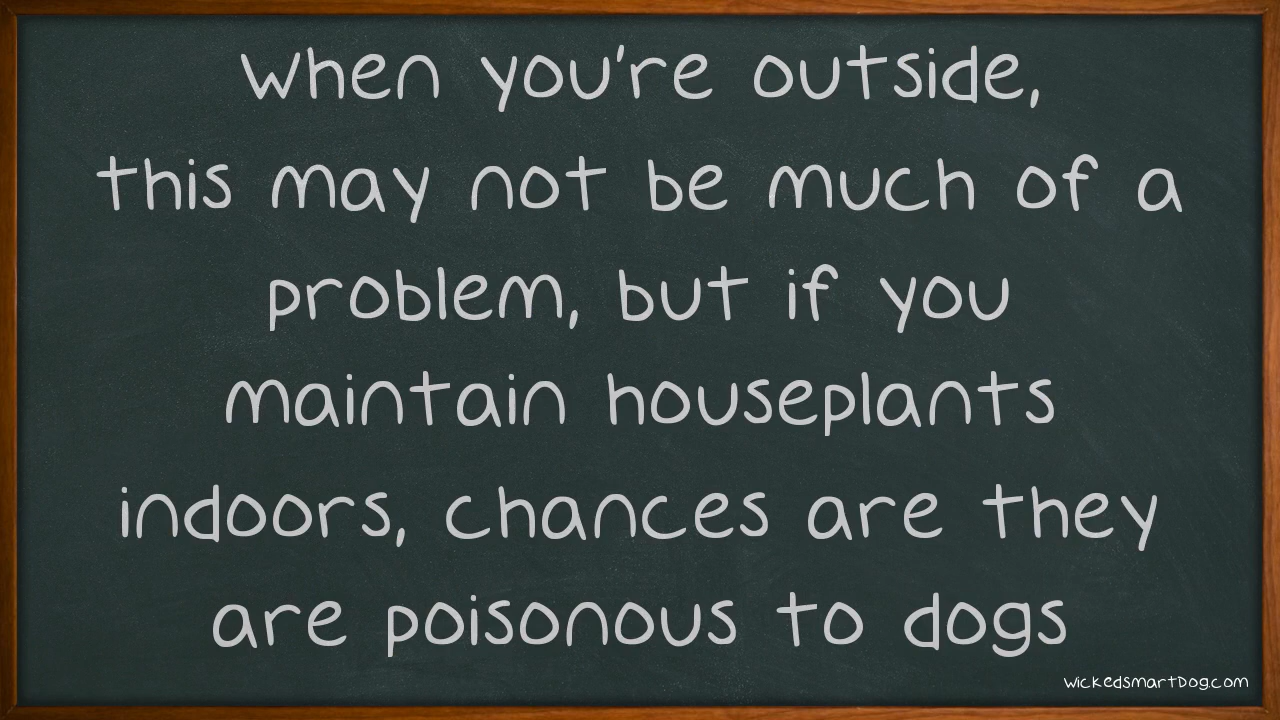 When you're outside,
this may not be much of a
problem, but if you
maintain houseplants
indoors, chances are they
are poisonous to dogs
WickedSmartDog.com